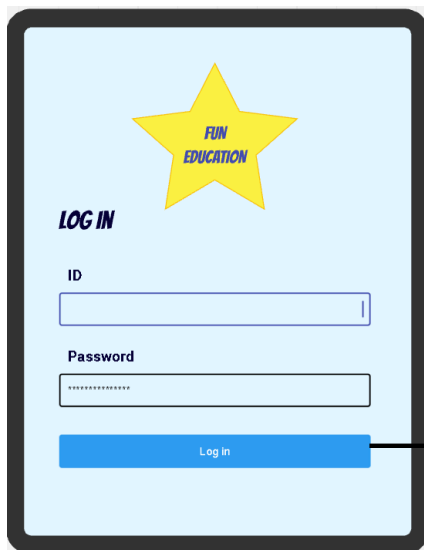 FUN
EDUCATION
LOG IN
ID
Password
***************
Log in